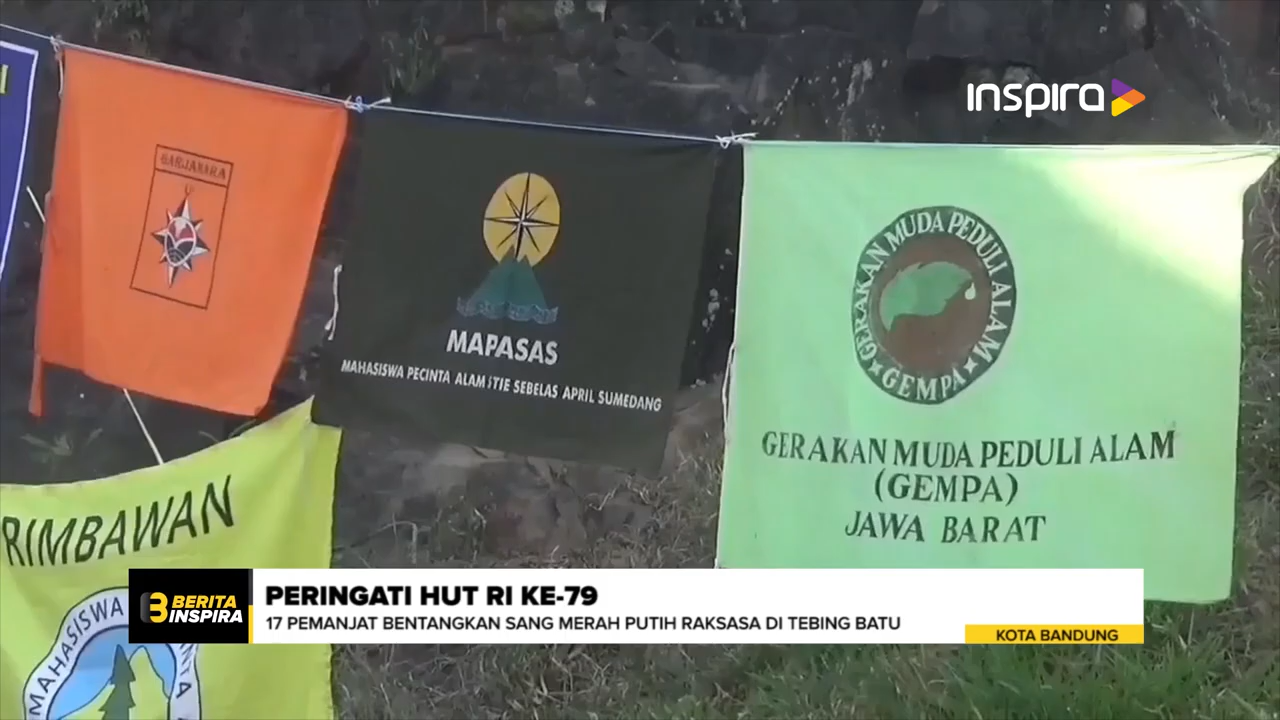 inspira
GARJABARA
MAPASAS
MAHASISWA PECINTA ALAM STIE SEBELAS APRIL SUMEDANG
GERAKAN MUDA PEDULI ALAM
GEMPA
GERAKAN MUDA PEDULI ALAM
(GEMPA)
JAWA BARAT
RIMBAWAN
MAHASISWA
3 BERITA
INSPIRA
PERINGATI HUT RI KE-79
17 PEMANJAT BENTANGKAN SANG MERAH PUTIH RAKSASA DI TEBING BATU
KOTA BANDUNG